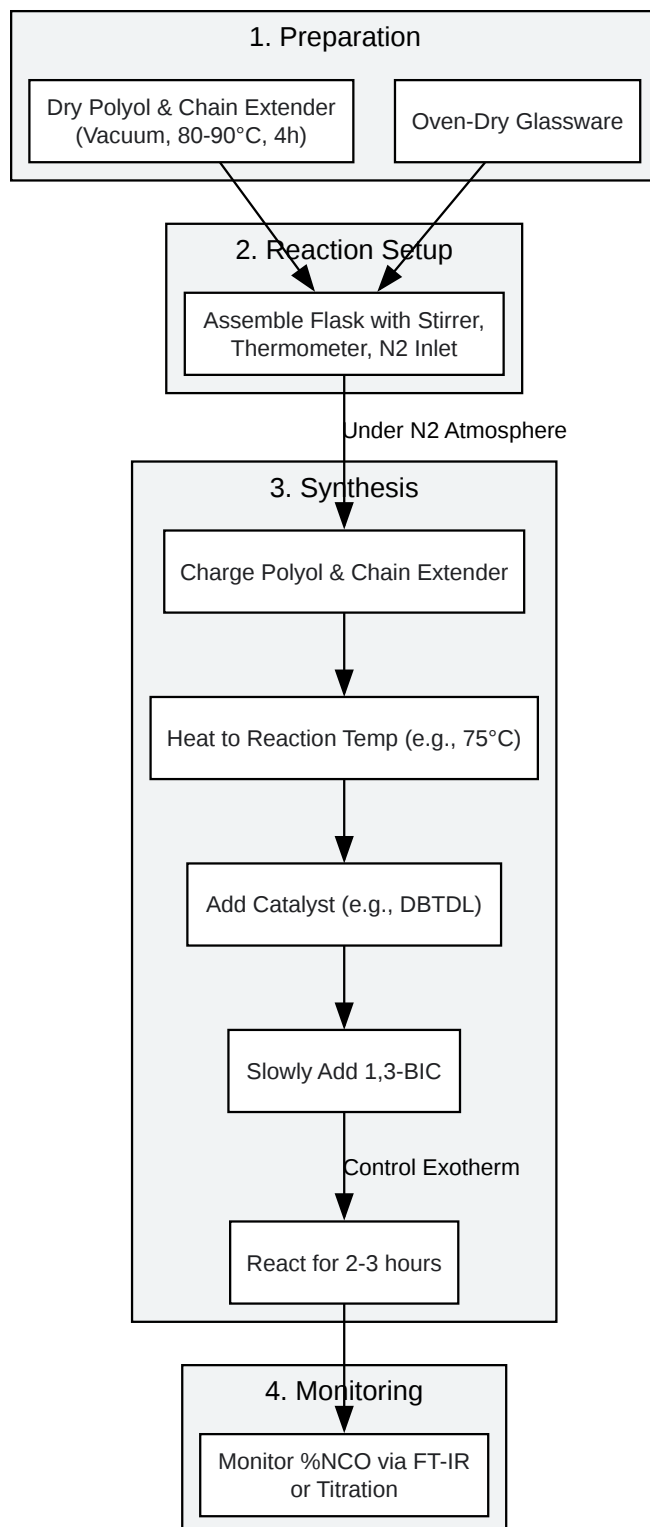 1. Preparation
Dry Polyol & Chain Extender
(Vacuum, 80-90°C, 4h)
Oven-Dry Glassware
2. Reaction Setup
Assemble Flask with Stirrer,
Thermometer, N2 Inlet
Under N2 Atmosphere
3. Synthesis
Charge Polyol & Chain Extender
Heat to Reaction Temp (e.g., 75°C)
Add Catalyst (e.g., DBTDL)
Slowly Add 1,3-BIC
Control Exotherm
React for 2-3 hours
4. Monitoring
Monitor %NCO via FT-IR
or Titration